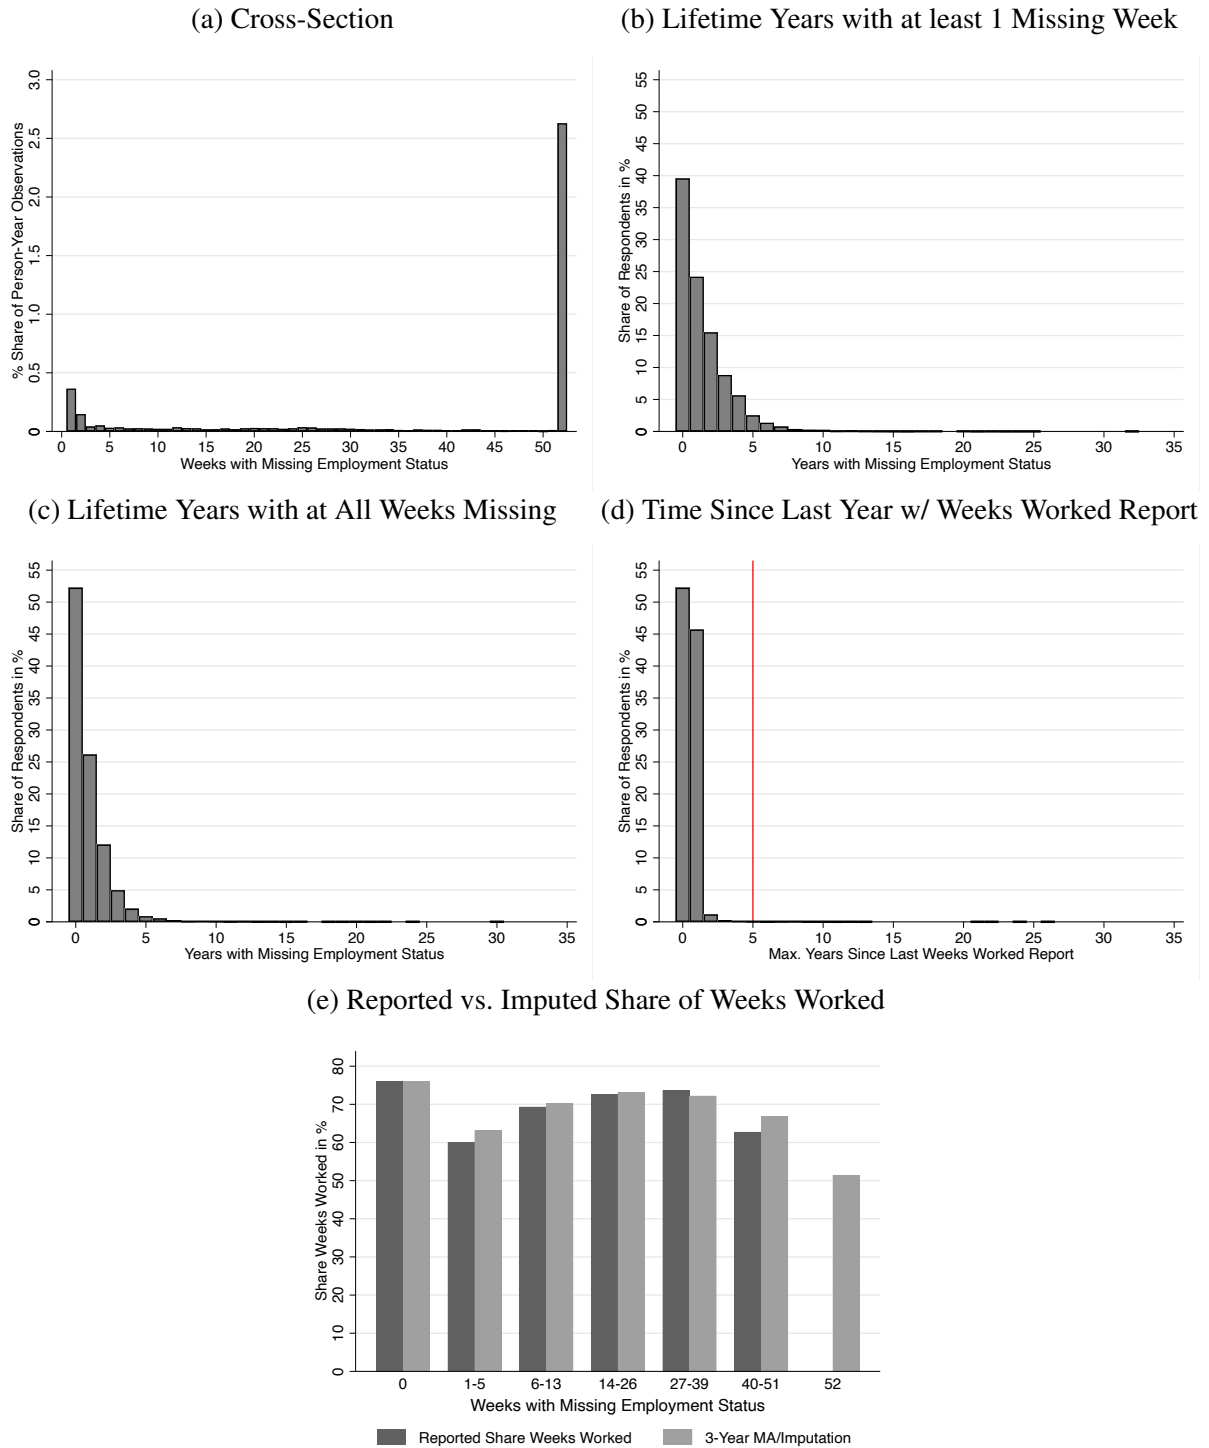 (a) Cross-Section
% Share of Person-Year Observations
3.0
2.5
2.0
1.5
1.0
0.5
0
0 5 10 15 20 25 30 35 40 45 50
Weeks with Missing Employment Status
(b) Lifetime Years with at least 1 Missing Week
Share of Respondents in %
55
50
45
40
35
30
25
20
15
10
5
0
0 5 10 15 20 25 30 35
Years with Missing Employment Status
(c) Lifetime Years with at All Weeks Missing
Share of Respondents in %
55
50
45
40
35
30
25
20
15
10
5
0
0 5 10 15 20 25 30 35
Years with Missing Employment Status
(d) Time Since Last Year w/ Weeks Worked Report
Share of Respondents in %
55
50
45
40
35
30
25
20
15
10
5
0
0 5 10 15 20 25 30 35
Max. Years Since Last Weeks Worked Report
(e) Reported vs. Imputed Share of Weeks Worked
Share Weeks Worked in %
80
70
60
50
40
30
20
10
0
0 1-5 6-13 14-26 27-39 40-51 52
Weeks with Missing Employment Status
Reported Share Weeks Worked 3-Year MA/Imputation